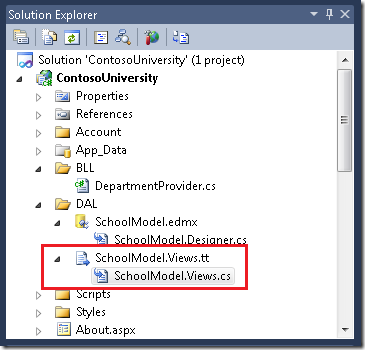 Solution Explorer
Solution 'ContosoUniversity' (1 project)
ContosoUniversity
Properties
References
Account
App_Data
BLL
DepartmentProvider.cs
DAL
SchoolModel.edmx
SchoolModel.Designer.cs
SchoolModel.Views.tt
SchoolModel.Views.cs
Scripts
Styles
About.aspx